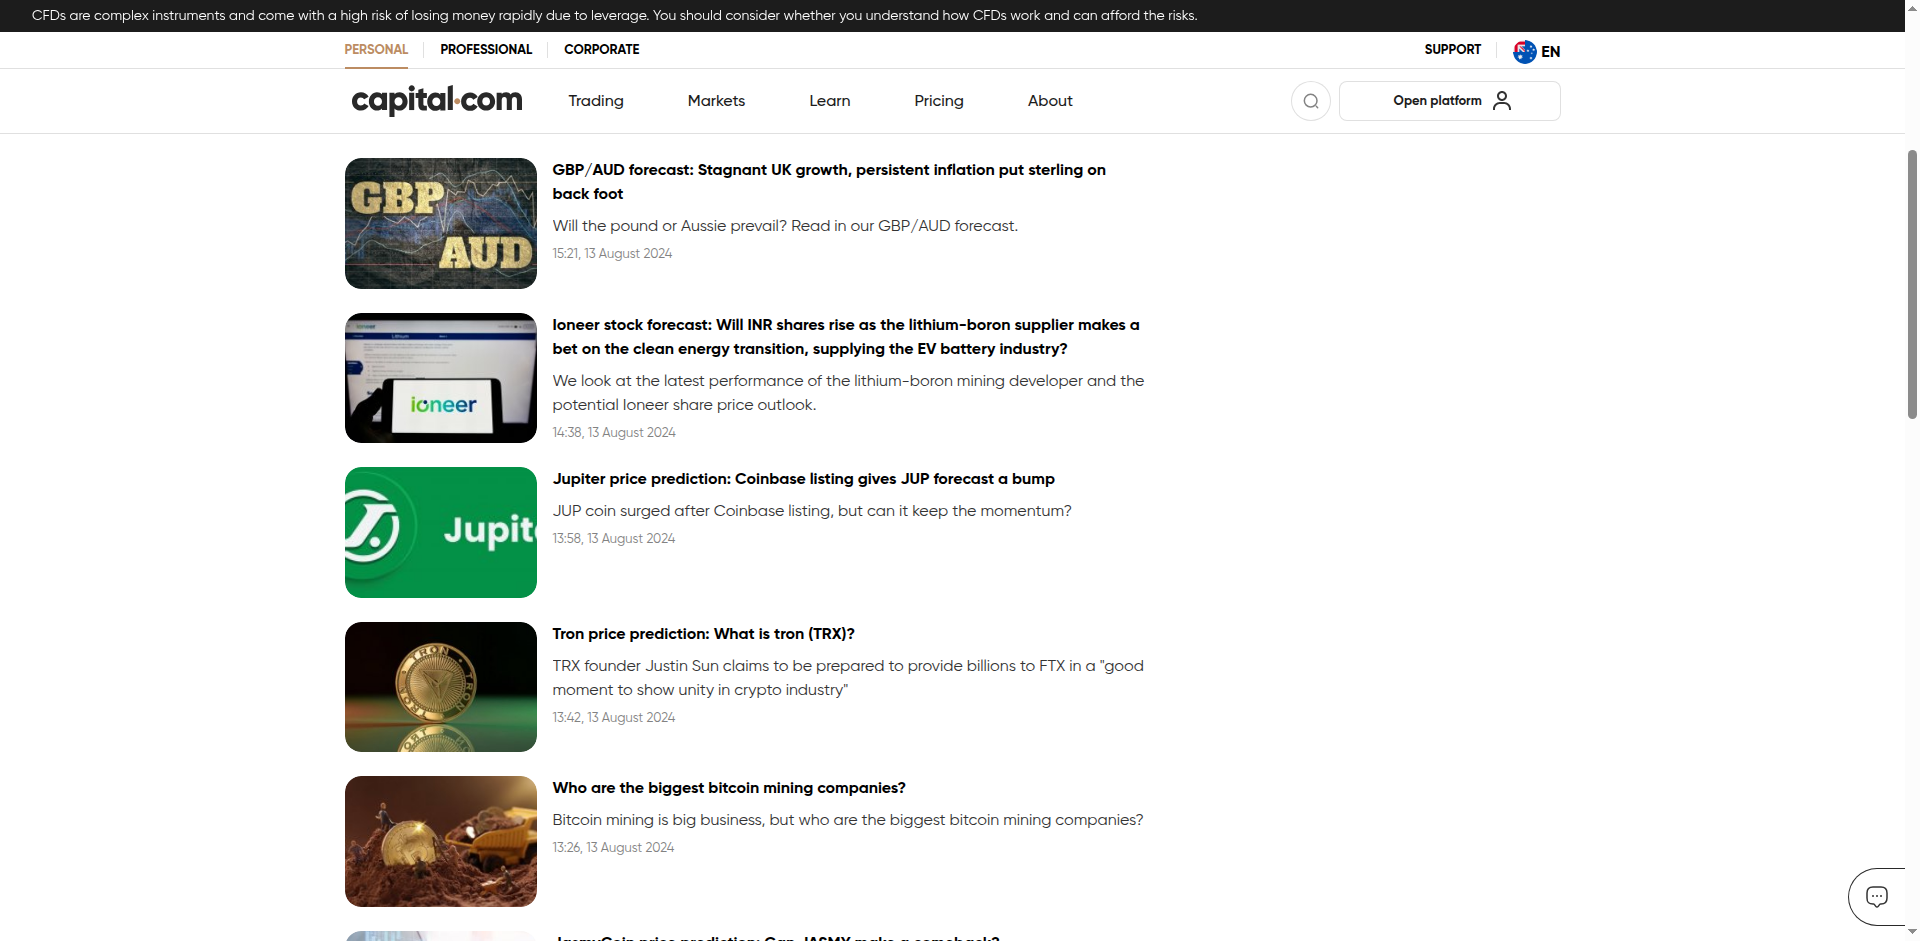 CFDs are complex instruments and come with a high risk of losing money rapidly due to leverage. You should consider whether you understand how CFDs work and can afford the risks.
PERSONAL PROFESSIONAL CORPORATE SUPPORT EN
capital.com Trading Markets Learn Pricing About Open platform
GBP
AUD
GBP/AUD forecast: Stagnant UK growth, persistent inflation put sterling on
back foot
Will the pound or Aussie prevail? Read in our GBP/AUD forecast.
15:21, 13 August 2024
ioneer
Ioneer stock forecast: Will INR shares rise as the lithium-boron supplier makes a
bet on the clean energy transition, supplying the EV battery industry?
We look at the latest performance of the lithium-boron mining developer and the
potential Ioneer share price outlook.
14:38, 13 August 2024
Jupit
Jupiter price prediction: Coinbase listing gives JUP forecast a bump
JUP coin surged after Coinbase listing, but can it keep the momentum?
13:58, 13 August 2024
TRON
TRON
Tron price prediction: What is tron (TRX)?
TRX founder Justin Sun claims to be prepared to provide billions to FTX in a "good
moment to show unity in crypto industry"
13:42, 13 August 2024
Who are the biggest bitcoin mining companies?
Bitcoin mining is big business, but who are the biggest bitcoin mining companies?
13:26, 13 August 2024
JasmyCoin price prediction: Can JASMY make a comeback?